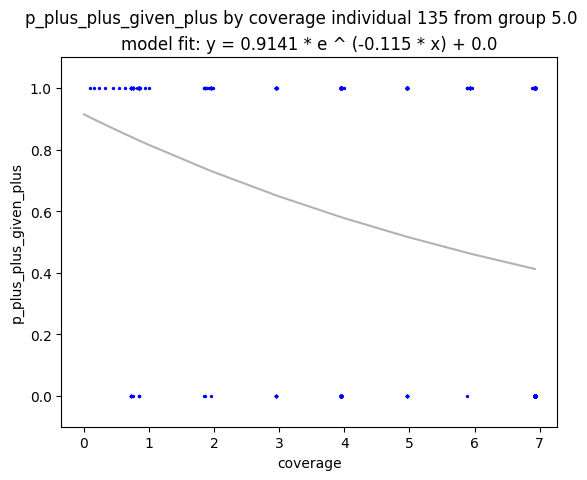 p_plus_plus_given_plus by coverage individual 135 from group 5.0
model fit: y = 0.9141 * e ^ (-0.115 * x) + 0.0
1.0
0.8
0.6
0.4
0.2
0.0
p_plus_plus_given_plus
0 1 2 3 4 5 6 7
coverage